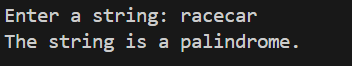 Enter a string: racecar
The string is a palindrome.